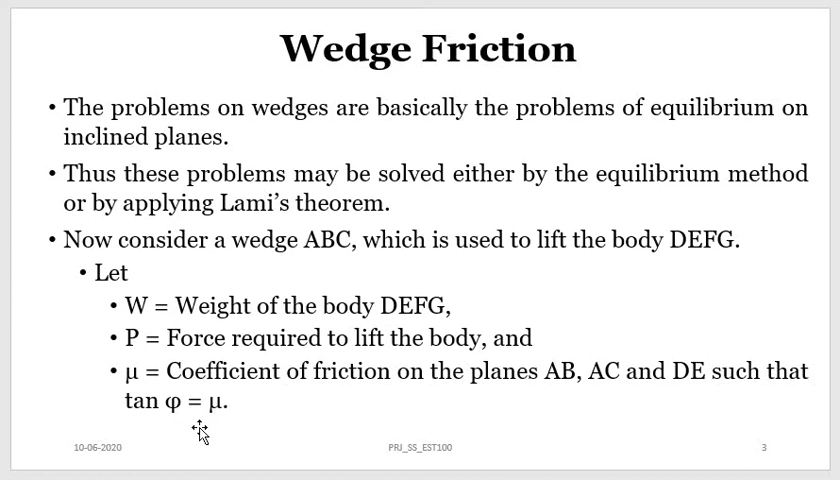 Wedge Friction
• The problems on wedges are basically the problems of equilibrium on
inclined planes.
• Thus these problems may be solved either by the equilibrium method
or by applying Lami’s theorem.
• Now consider a wedge ABC, which is used to lift the body DEFG.
• Let
• W = Weight of the body DEFG,
• P = Force required to lift the body, and
• μ = Coefficient of friction on the planes AB, AC and DE such that
tan φ = μ.
10-06-2020 PRJ_SS_EST100 3